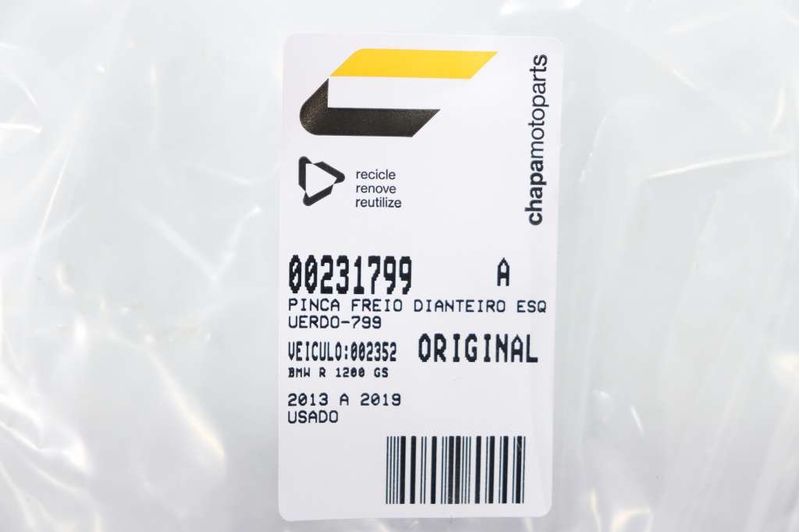 chapamotoparts
recicle
renove
reutilize
00231799 A
PINCA FREIO DIANTEIRO ESQ
UERDO-799
VEICULO:002352 ORIGINAL
BMW R 1200 GS
2013 A 2019
USADO